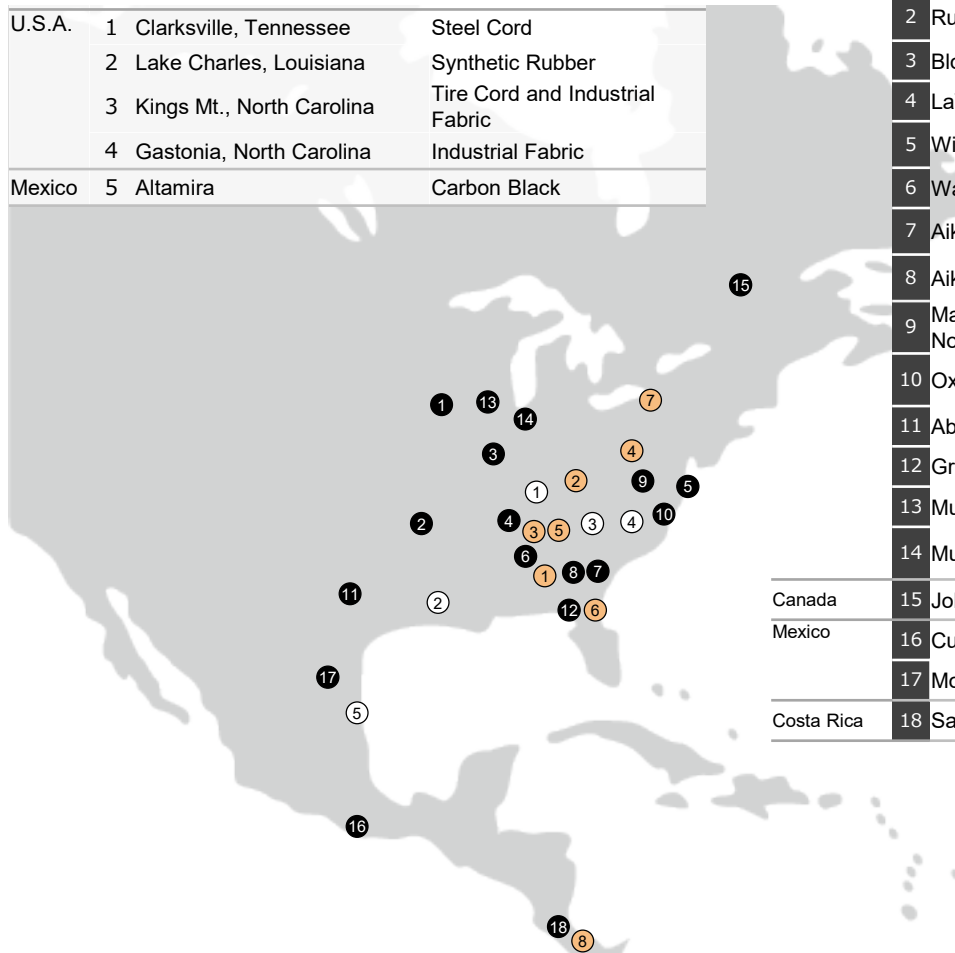 U.S.A. 1 Clarksville, Tennessee Steel Cord
2 Lake Charles, Louisiana Synthetic Rubber
3 Kings Mt., North Carolina Tire Cord and Industrial
Fabric
4 Gastonia, North Carolina Industrial Fabric
Mexico 5 Altamira Carbon Black
2
3
4
5
6
7
8
9
10
11
12
13
14
Canada 15
Mexico 16
17
Costa Rica 18
15
1 13 14 7
3 4
1 2 9 5
2 4 3 5 3 4 10
6 1 8 7
11 2 12 6
17
5
16
18 8